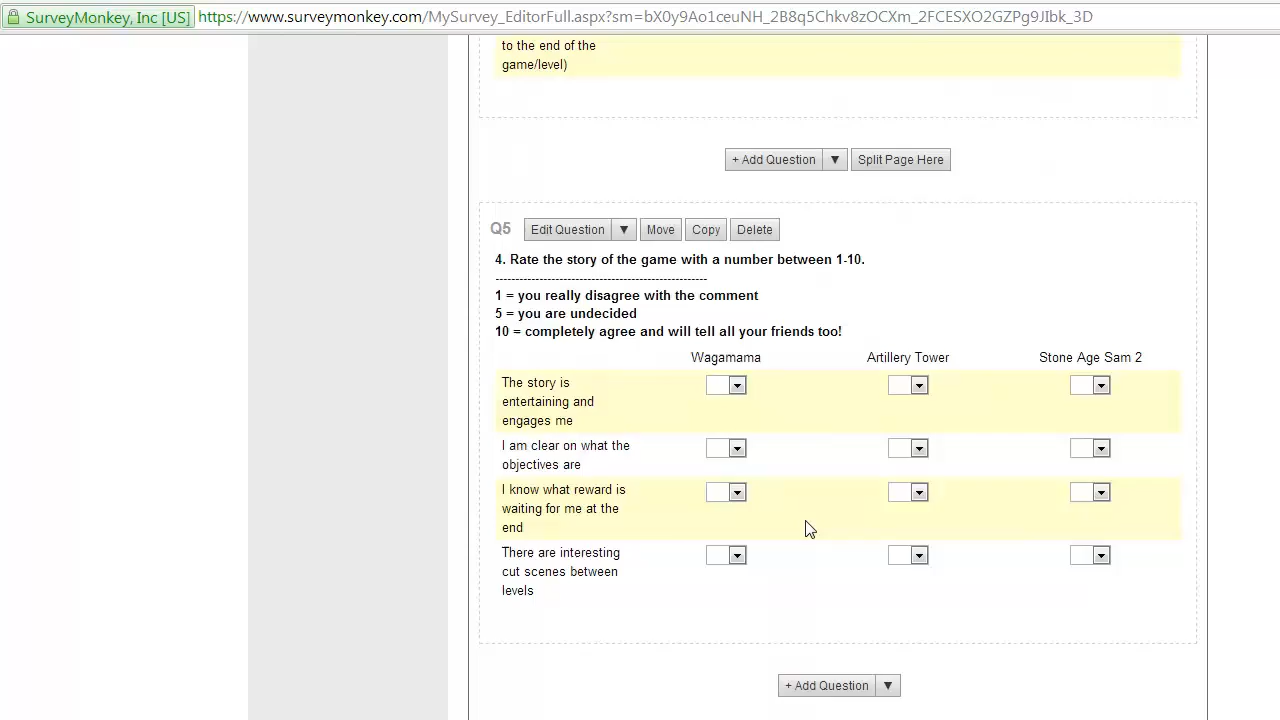 SurveyMonkey, Inc [US] https://www.surveymonkey.com/MySurvey_EditorFull.aspx?sm=bX0y9Ao1ceuNH_2B8q5Chkv8zOCXm_2FCESXO2GZPg9JIbk_3D
to the end of the
game/level)
+ Add Question ▼ Split Page Here
Q5 Edit Question ▼ Move Copy Delete
4. Rate the story of the game with a number between 1-10.
-----------------------------------------------------
1 = you really disagree with the comment
5 = you are undecided
10 = completely agree and will tell all your friends too!
Wagamama Artillery Tower Stone Age Sam 2
The story is
entertaining and
engages me
I am clear on what the
objectives are
I know what reward is
waiting for me at the
end
There are interesting
cut scenes between
levels
+ Add Question ▼